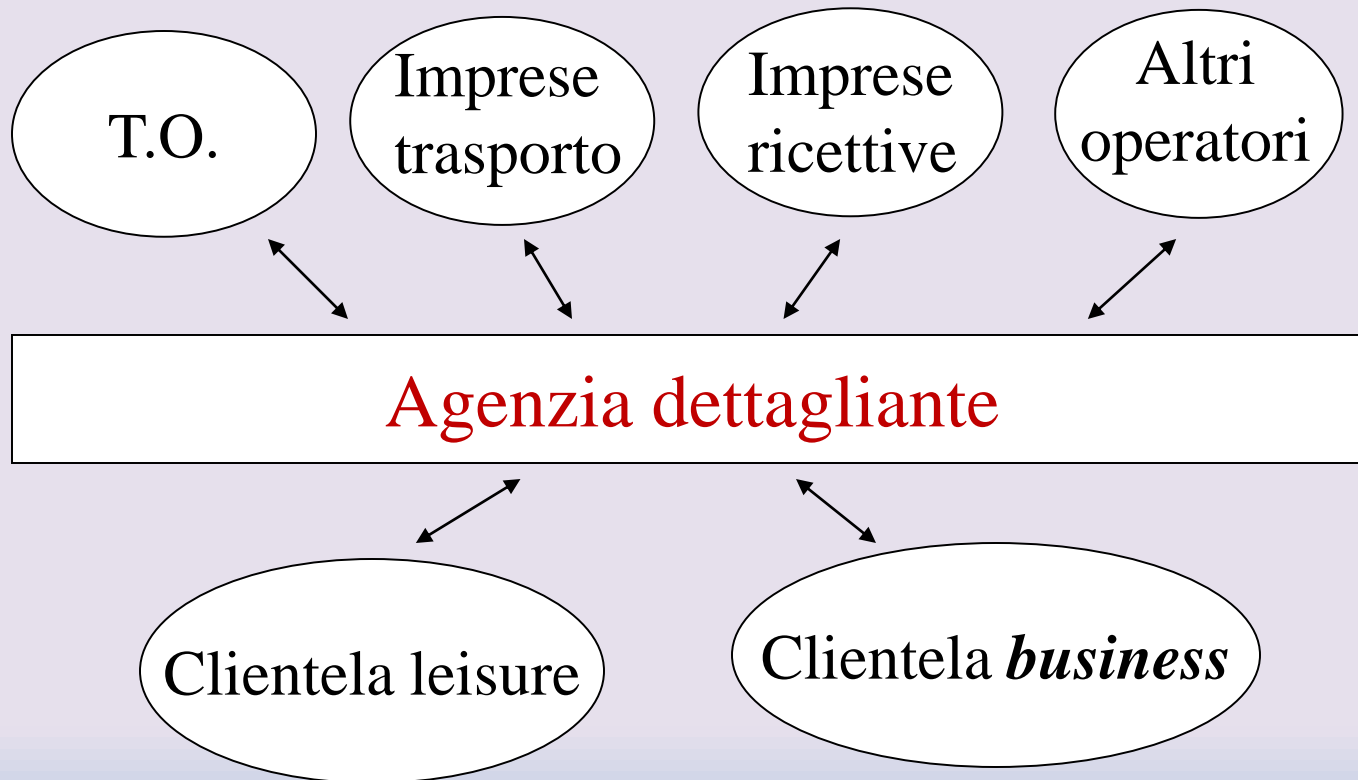 T.O.
Imprese
trasporto
Imprese
ricettive
Altri
operatori
Agenzia dettagliante
Clientela leisure
Clientela business